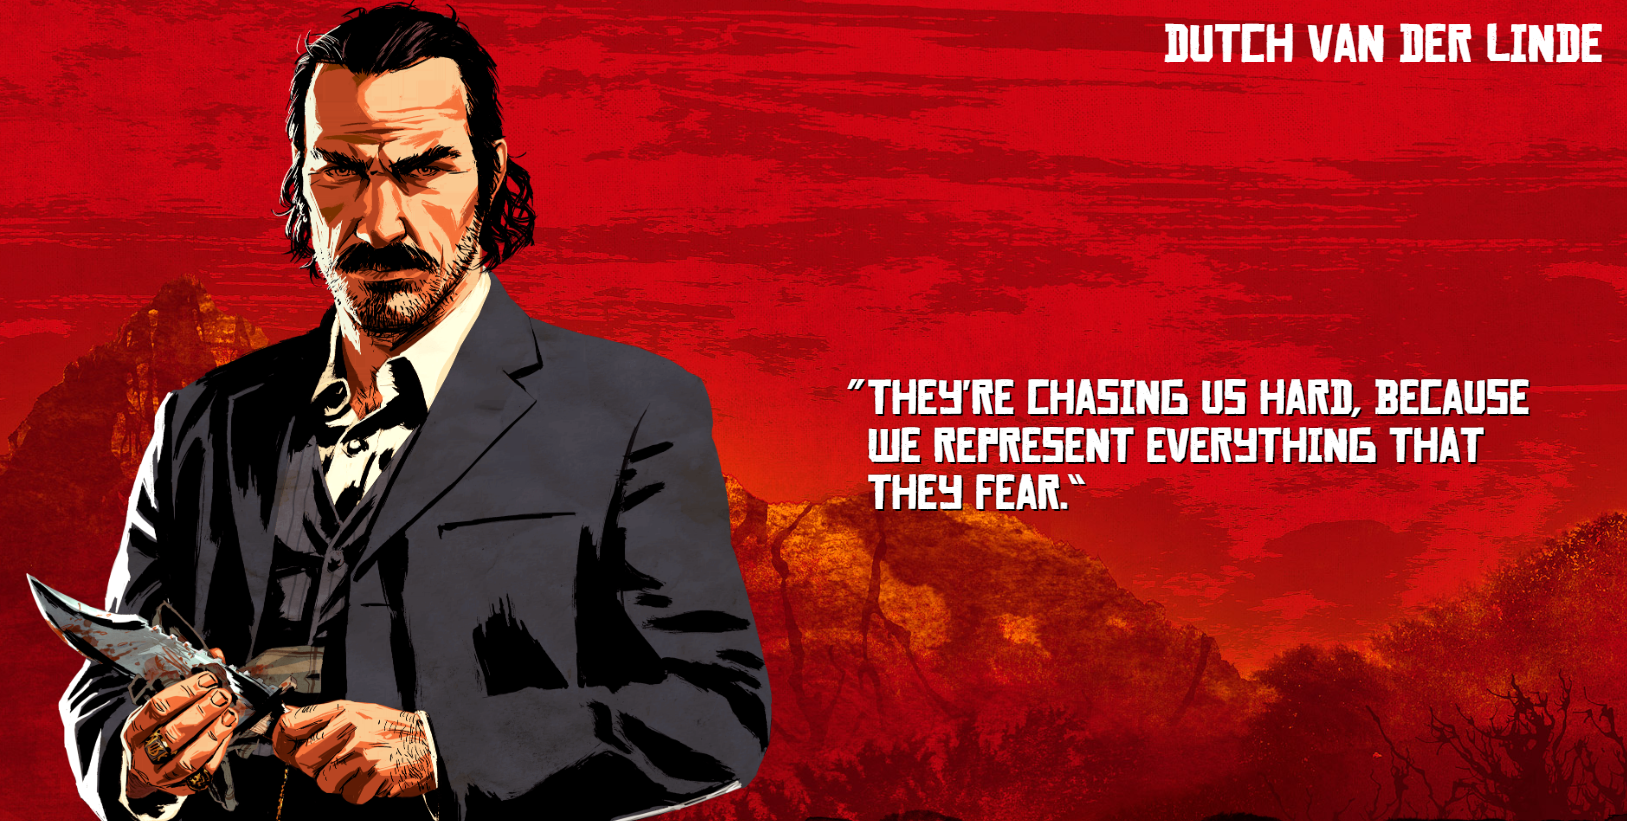 DUTCH VAN DER LINDE
"THEY'RE CHASING US HARD, BECAUSE
WE REPRESENT EVERYTHING THAT
THEY FEAR."